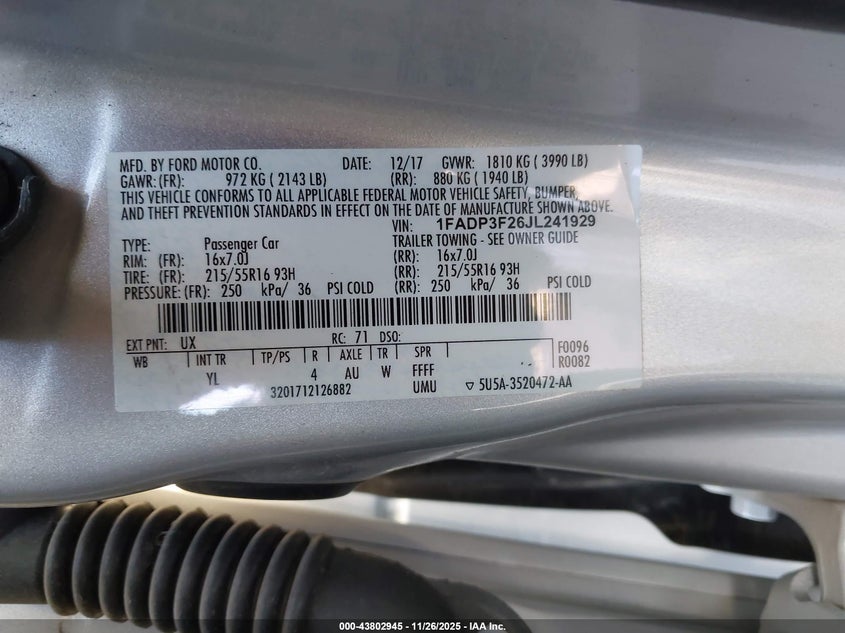 MFD. BY FORD MOTOR CO. DATE: 12/17 GVWR: 1810 KG ( 3990 LB)
GAWR: (FR): 972 KG ( 2143 LB) (RR): 880 KG ( 1940 LB)
THIS VEHICLE CONFORMS TO ALL APPLICABLE FEDERAL MOTOR VEHICLE SAFETY, BUMPER,
AND THEFT PREVENTION STANDARDS IN EFFECT ON THE DATE OF MANUFACTURE SHOWN ABOVE.
VIN: 1FADP3F26JL241929
TYPE: Passenger Car TRAILER TOWING - SEE OWNER GUIDE
RIM: (FR): 16x7.0J (RR): 16x7.0J
TIRE: (FR): 215/55R16 93H (RR): 215/55R16 93H
PRESSURE: (FR): 250 kPa/ 36 PSI COLD (RR): 250 kPa/ 36 PSI COLD
EXT PNT: UX RC: 71 DSO: F0096
WB INT TR TP/PS R AXLE TR SPR R0082
YL 4 AU W FFFF
3201712126882 UMU ▽ 5U5A-3520472-AA
000-43802945 - 11/26/2025 - IAA Inc.